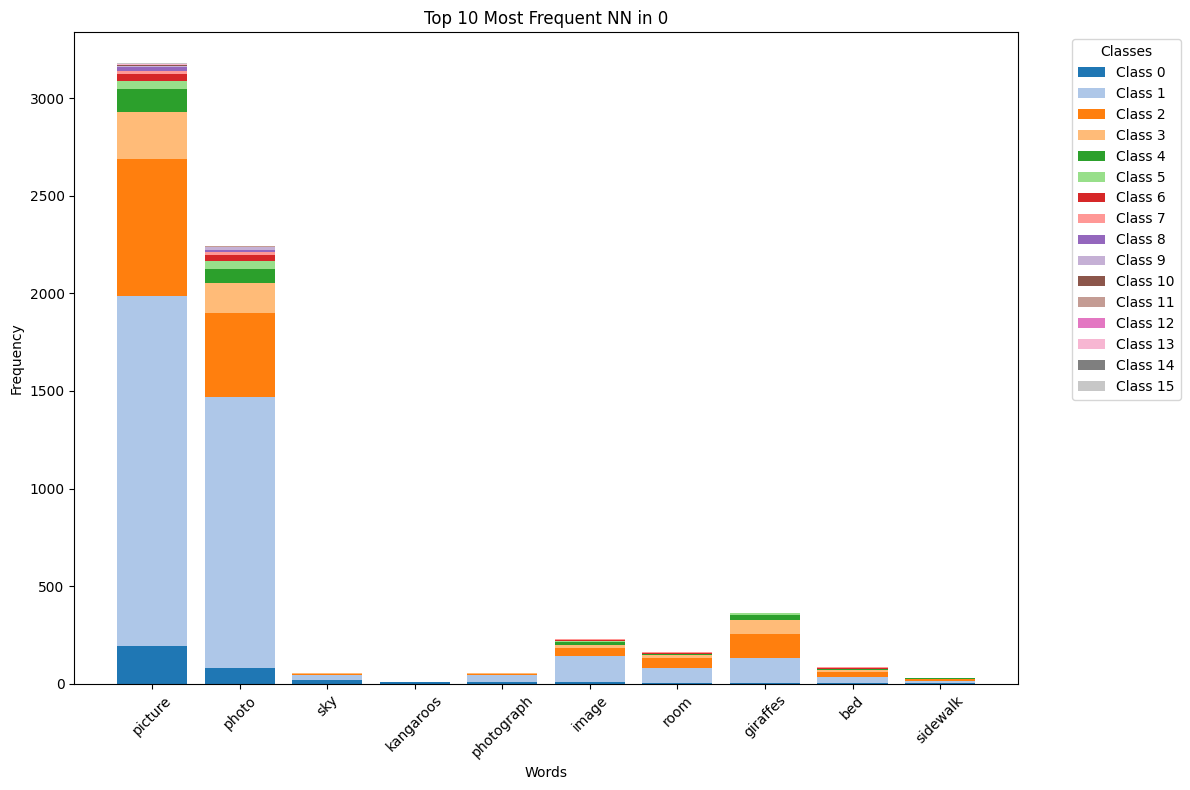 Top 10 Most Frequent NN in 0
Frequency
3000
2500
2000
1500
1000
500
0
picture
photo
sky
kangaroos
photograph
image
room
giraffes
bed
sidewalk
Words
Classes
Class 0
Class 1
Class 2
Class 3
Class 4
Class 5
Class 6
Class 7
Class 8
Class 9
Class 10
Class 11
Class 12
Class 13
Class 14
Class 15